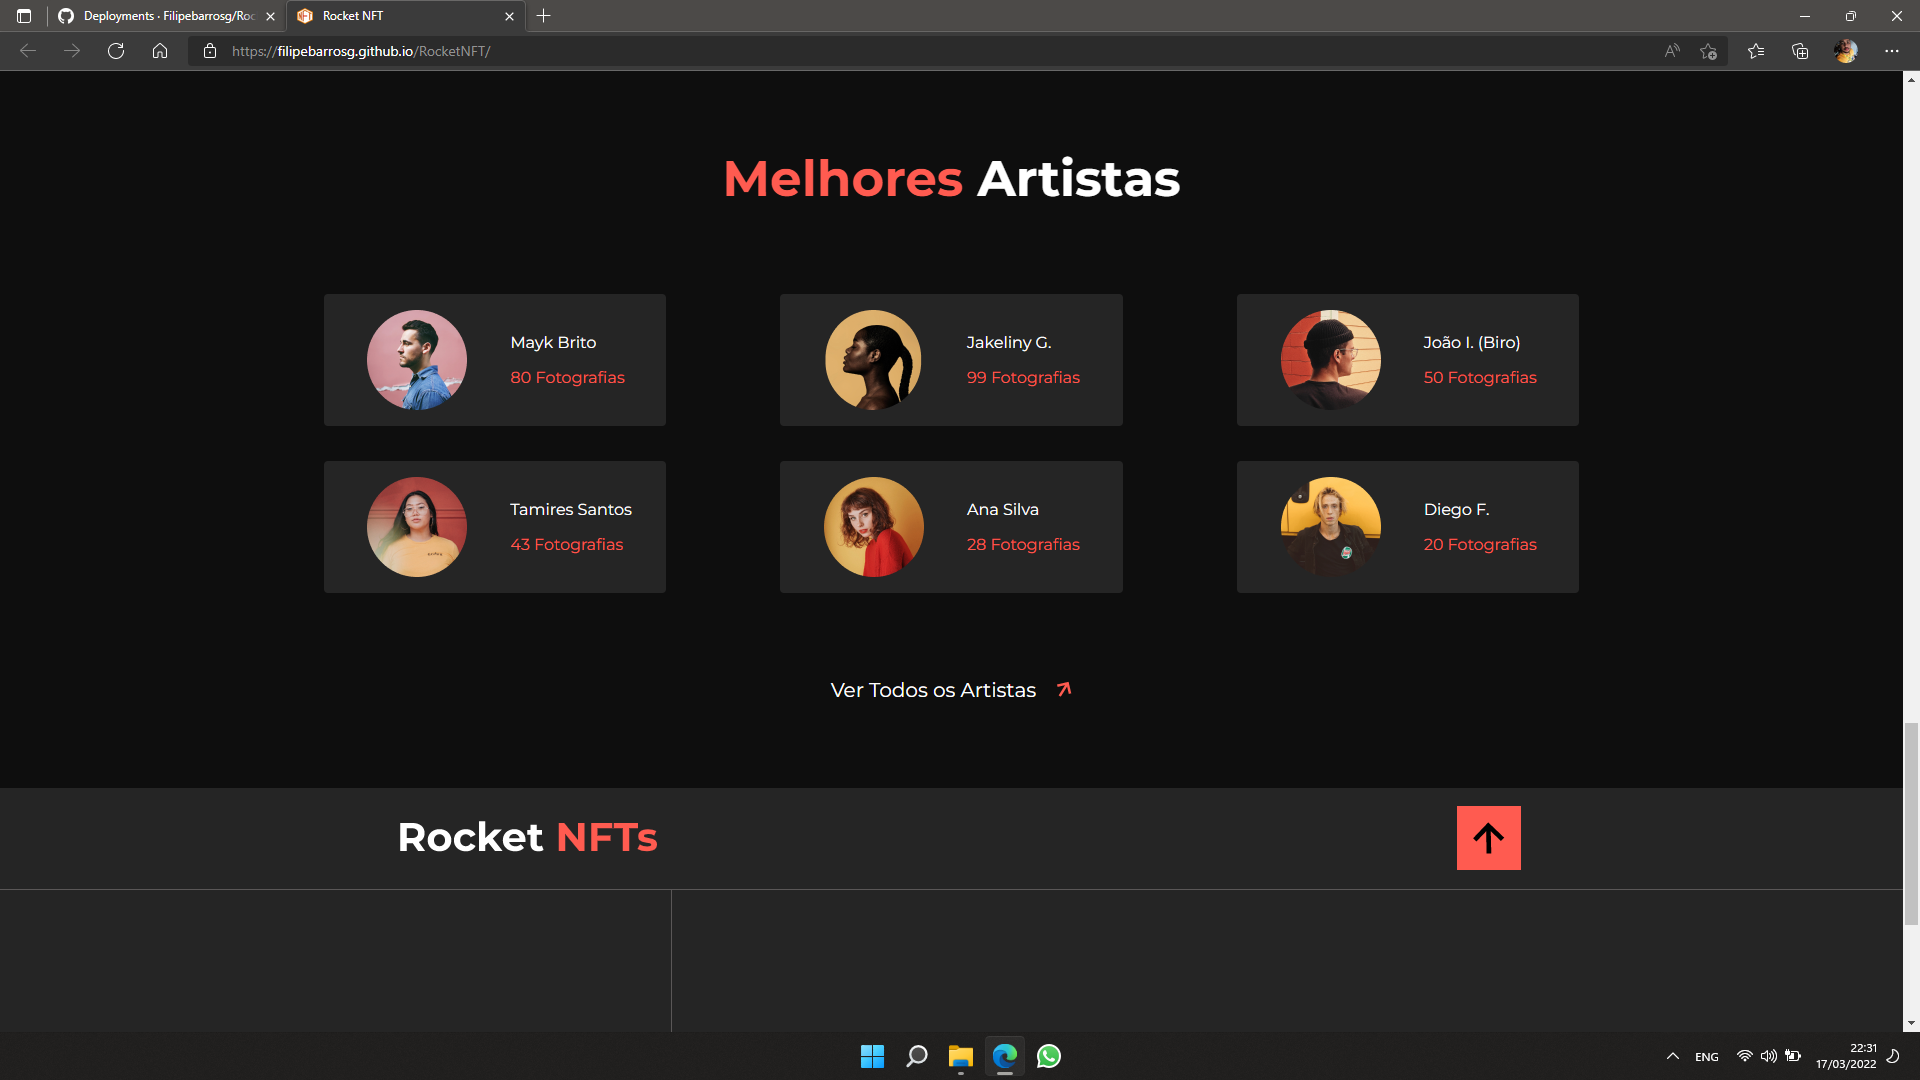 Deployments · Filipebarrosg/Roc
Rocket NFT
https://filipebarrosg.github.io/RocketNFT/
Melhores Artistas
Mayk Brito
80 Fotografias
Jakeliny G.
99 Fotografias
João I. (Biro)
50 Fotografias
Tamires Santos
43 Fotografias
Ana Silva
28 Fotografias
Diego F.
20 Fotografias
Ver Todos os Artistas
Rocket NFTs
ENG
22:31
17/03/2022